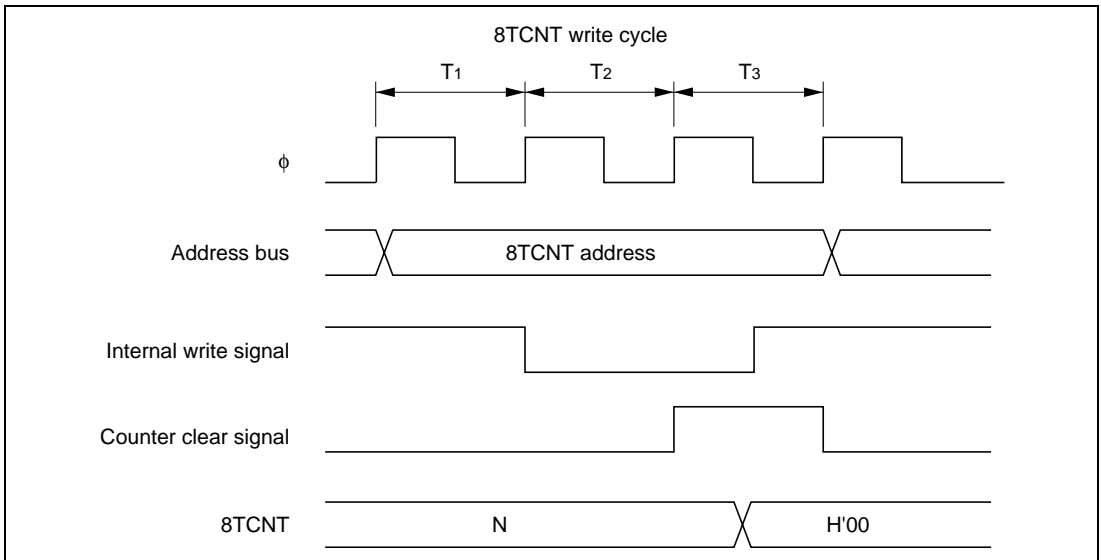 8TCNT write cycle
T1 T2 T3
φ
Address bus 8TCNT address
Internal write signal
Counter clear signal
8TCNT N H'00